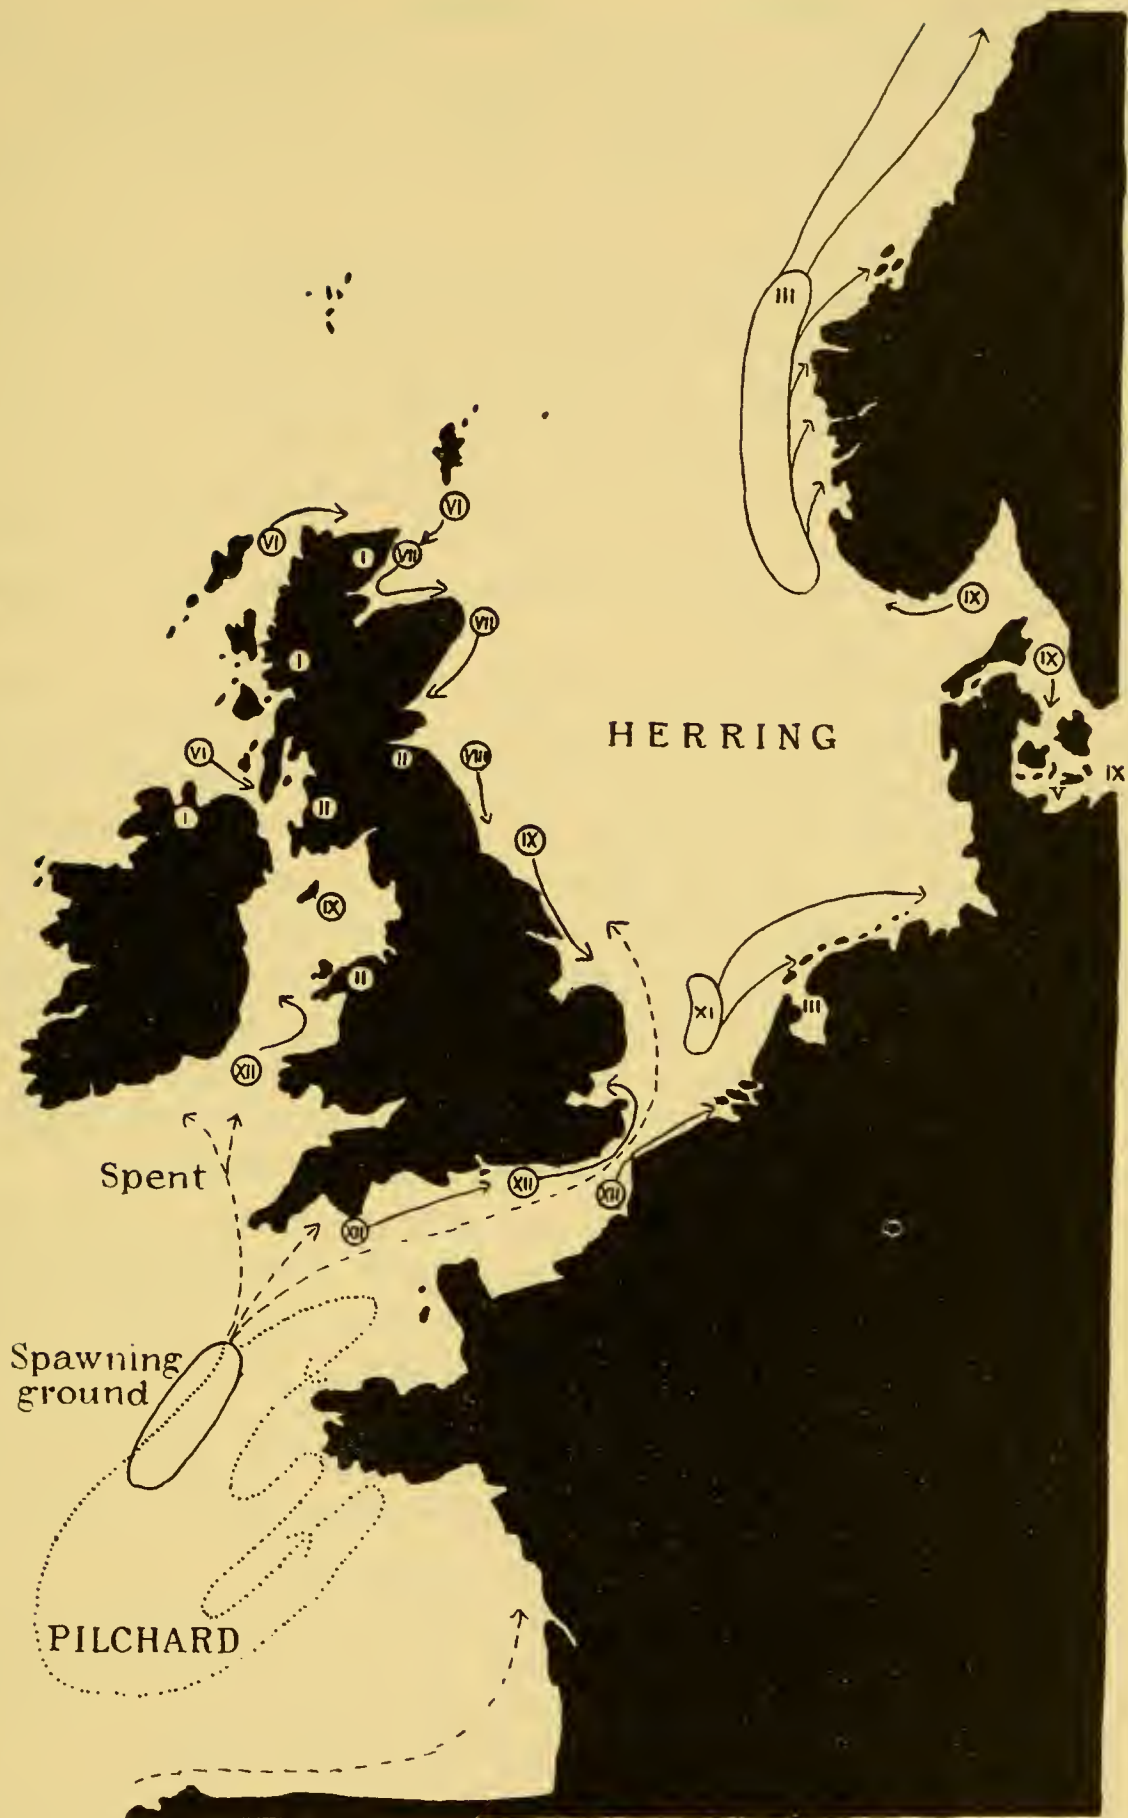 III
VI
VI
I
VII
IX
VII
I
IX
HERRING
VI
II
VIII
IX
V
I
II
IX
IX
II
XI
III
XII
Spent
XII
XII
XII
Spawning
ground
PILCHARD